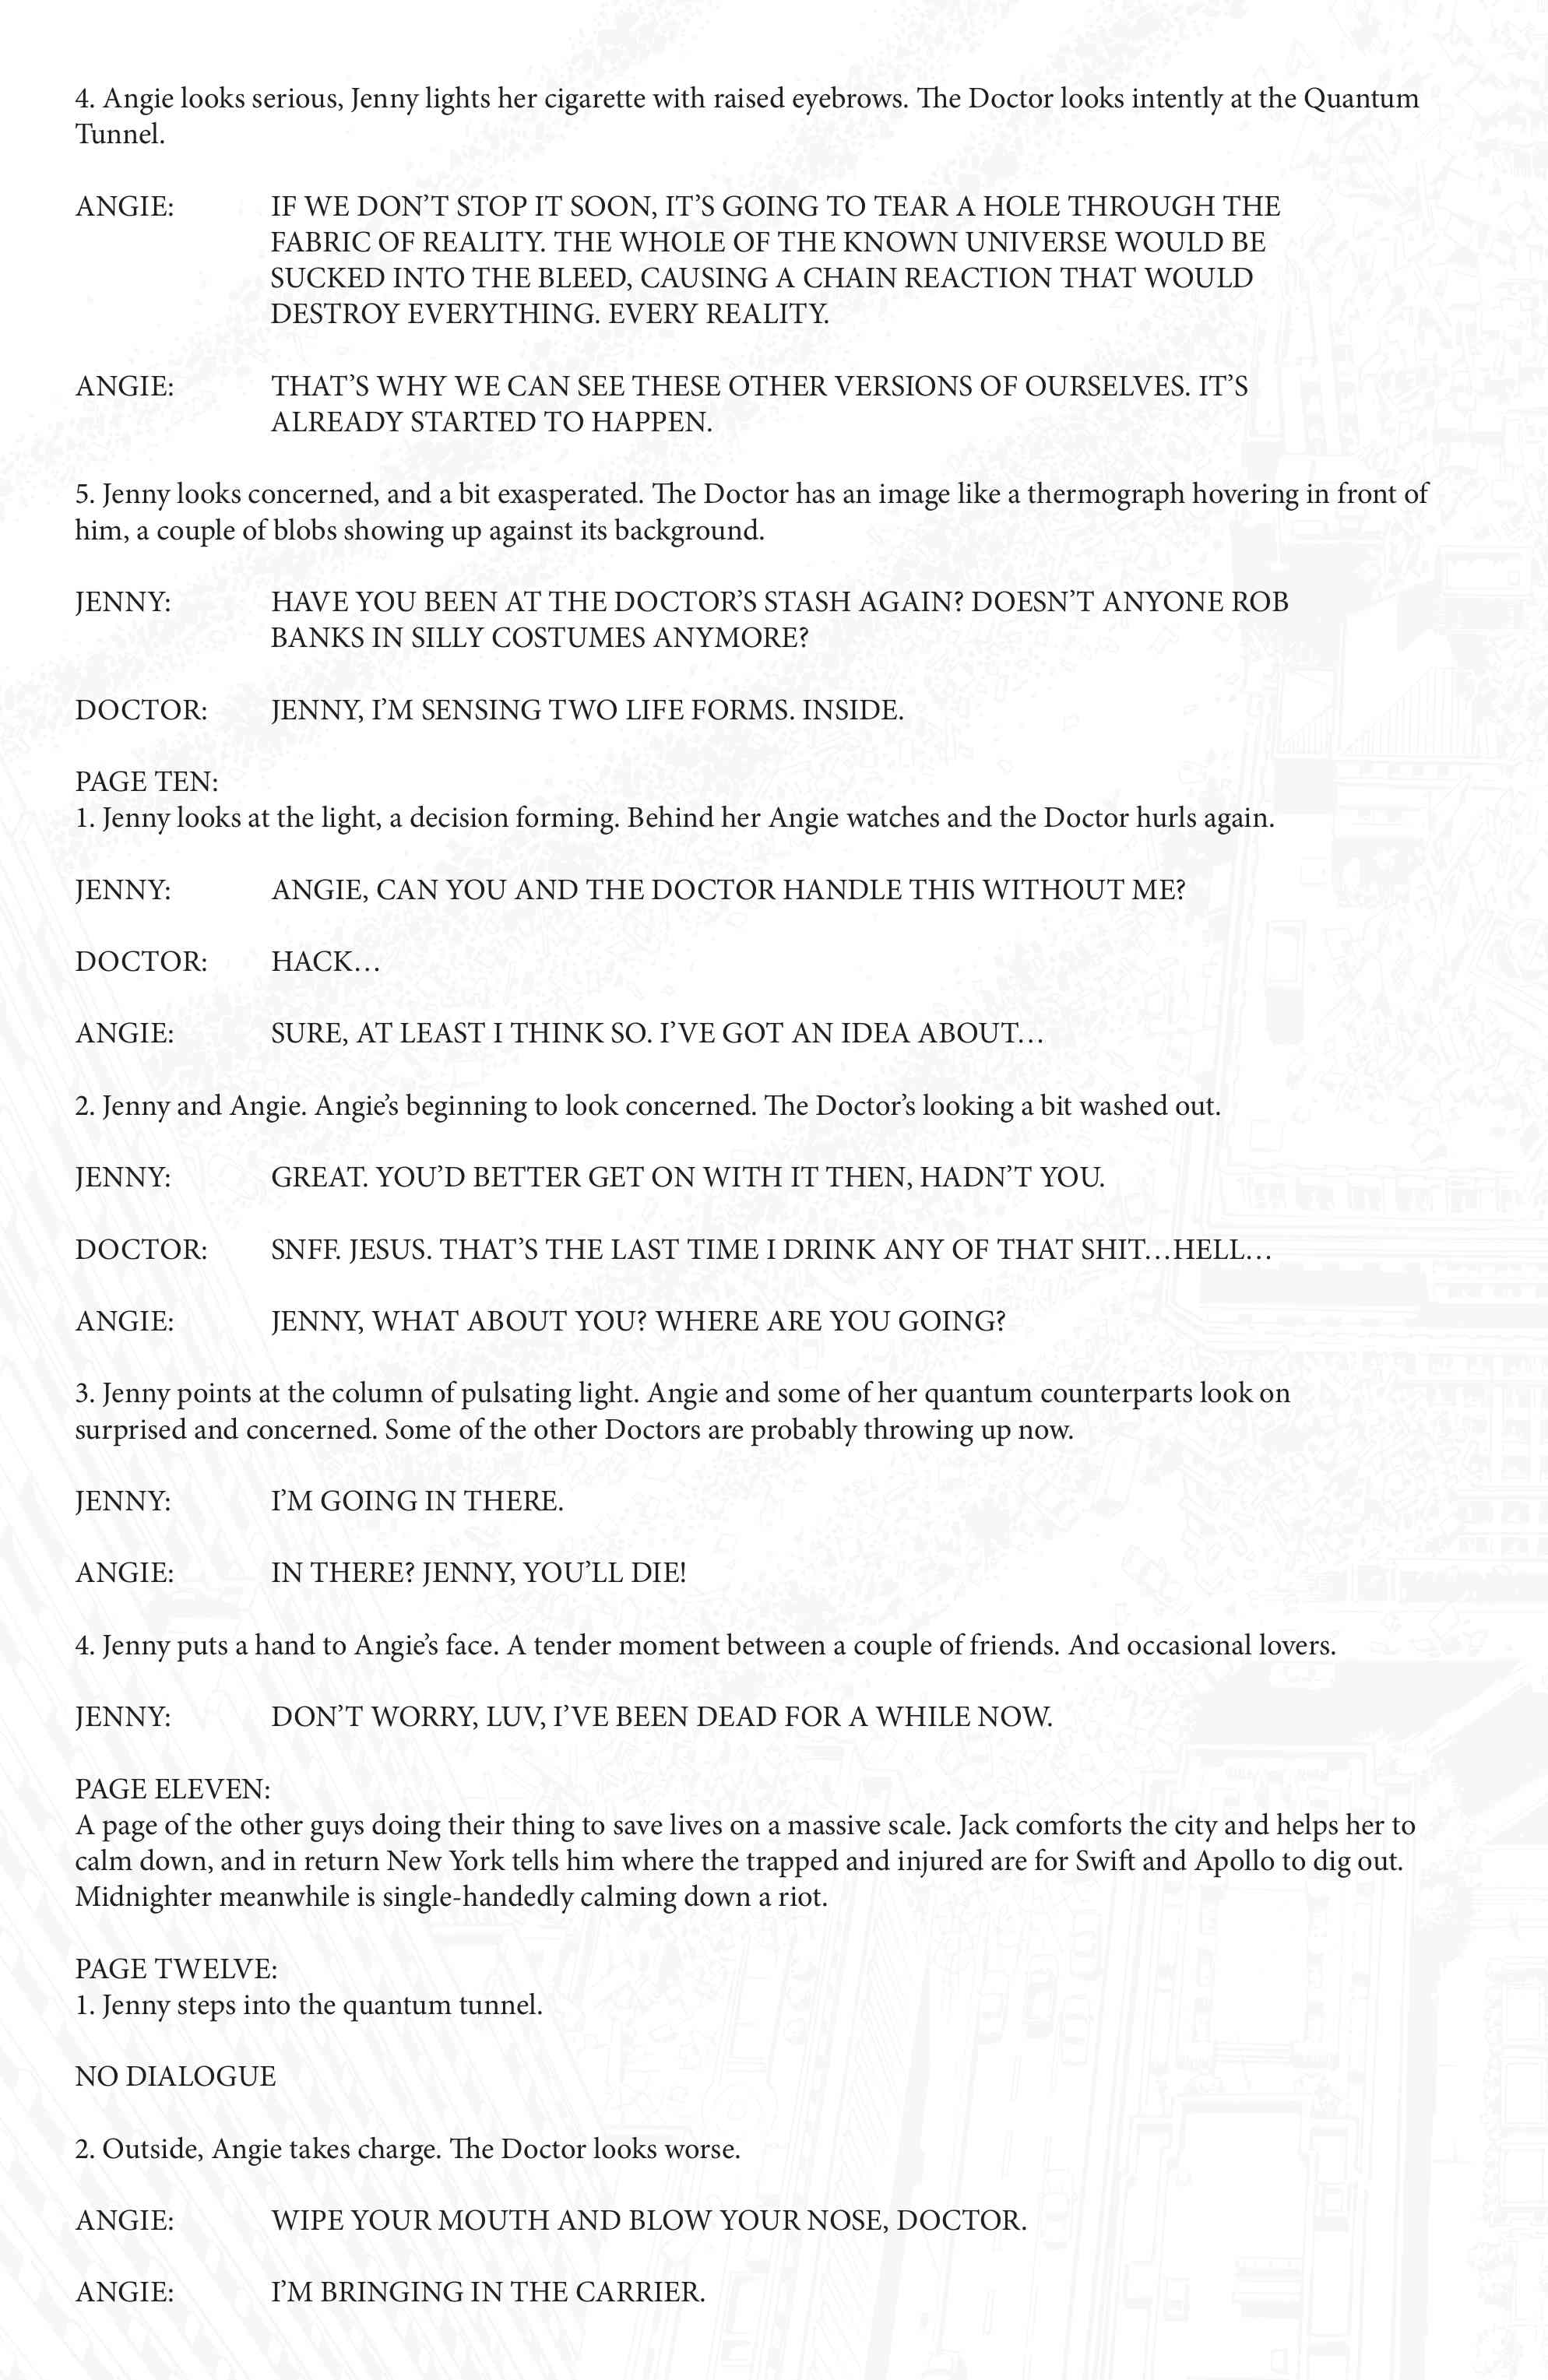 4. Angie looks serious, Jenny lights her cigarette with raised eyebrows. The Doctor looks intently at the Quantum
Tunnel.
ANGIE: IF WE DON’T STOP IT SOON, IT’S GOING TO TEAR A HOLE THROUGH THE
FABRIC OF REALITY. THE WHOLE OF THE KNOWN UNIVERSE WOULD BE
SUCKED INTO THE BLEED, CAUSING A CHAIN REACTION THAT WOULD
DESTROY EVERYTHING. EVERY REALITY.
ANGIE: THAT’S WHY WE CAN SEE THESE OTHER VERSIONS OF OURSELVES. IT’S
ALREADY STARTED TO HAPPEN.
5. Jenny looks concerned, and a bit exasperated. The Doctor has an image like a thermograph hovering in front of
him, a couple of blobs showing up against its background.
JENNY: HAVE YOU BEEN AT THE DOCTOR’S STASH AGAIN? DOESN’T ANYONE ROB
BANKS IN SILLY COSTUMES ANYMORE?
DOCTOR: JENNY, I’M SENSING TWO LIFE FORMS. INSIDE.
PAGE TEN:
1. Jenny looks at the light, a decision forming. Behind her Angie watches and the Doctor hurls again.
JENNY: ANGIE, CAN YOU AND THE DOCTOR HANDLE THIS WITHOUT ME?
DOCTOR: HACK…
ANGIE: SURE, AT LEAST I THINK SO. I’VE GOT AN IDEA ABOUT…
2. Jenny and Angie. Angie’s beginning to look concerned. The Doctor’s looking a bit washed out.
JENNY: GREAT. YOU’D BETTER GET ON WITH IT THEN, HADN’T YOU.
DOCTOR: SNFF. JESUS. THAT’S THE LAST TIME I DRINK ANY OF THAT SHIT…HELL…
ANGIE: JENNY, WHAT ABOUT YOU? WHERE ARE YOU GOING?
3. Jenny points at the column of pulsating light. Angie and some of her quantum counterparts look on
surprised and concerned. Some of the other Doctors are probably throwing up now.
JENNY: I’M GOING IN THERE.
ANGIE: IN THERE? JENNY, YOU’LL DIE!
4. Jenny puts a hand to Angie’s face. A tender moment between a couple of friends. And occasional lovers.
JENNY: DON’T WORRY, LUV, I’VE BEEN DEAD FOR A WHILE NOW.
PAGE ELEVEN:
A page of the other guys doing their thing to save lives on a massive scale. Jack comforts the city and helps her to
calm down, and in return New York tells him where the trapped and injured are for Swift and Apollo to dig out.
Midnighter meanwhile is single-handedly calming down a riot.
PAGE TWELVE:
1. Jenny steps into the quantum tunnel.
NO DIALOGUE
2. Outside, Angie takes charge. The Doctor looks worse.
ANGIE: WIPE YOUR MOUTH AND BLOW YOUR NOSE, DOCTOR.
ANGIE: I’M BRINGING IN THE CARRIER.